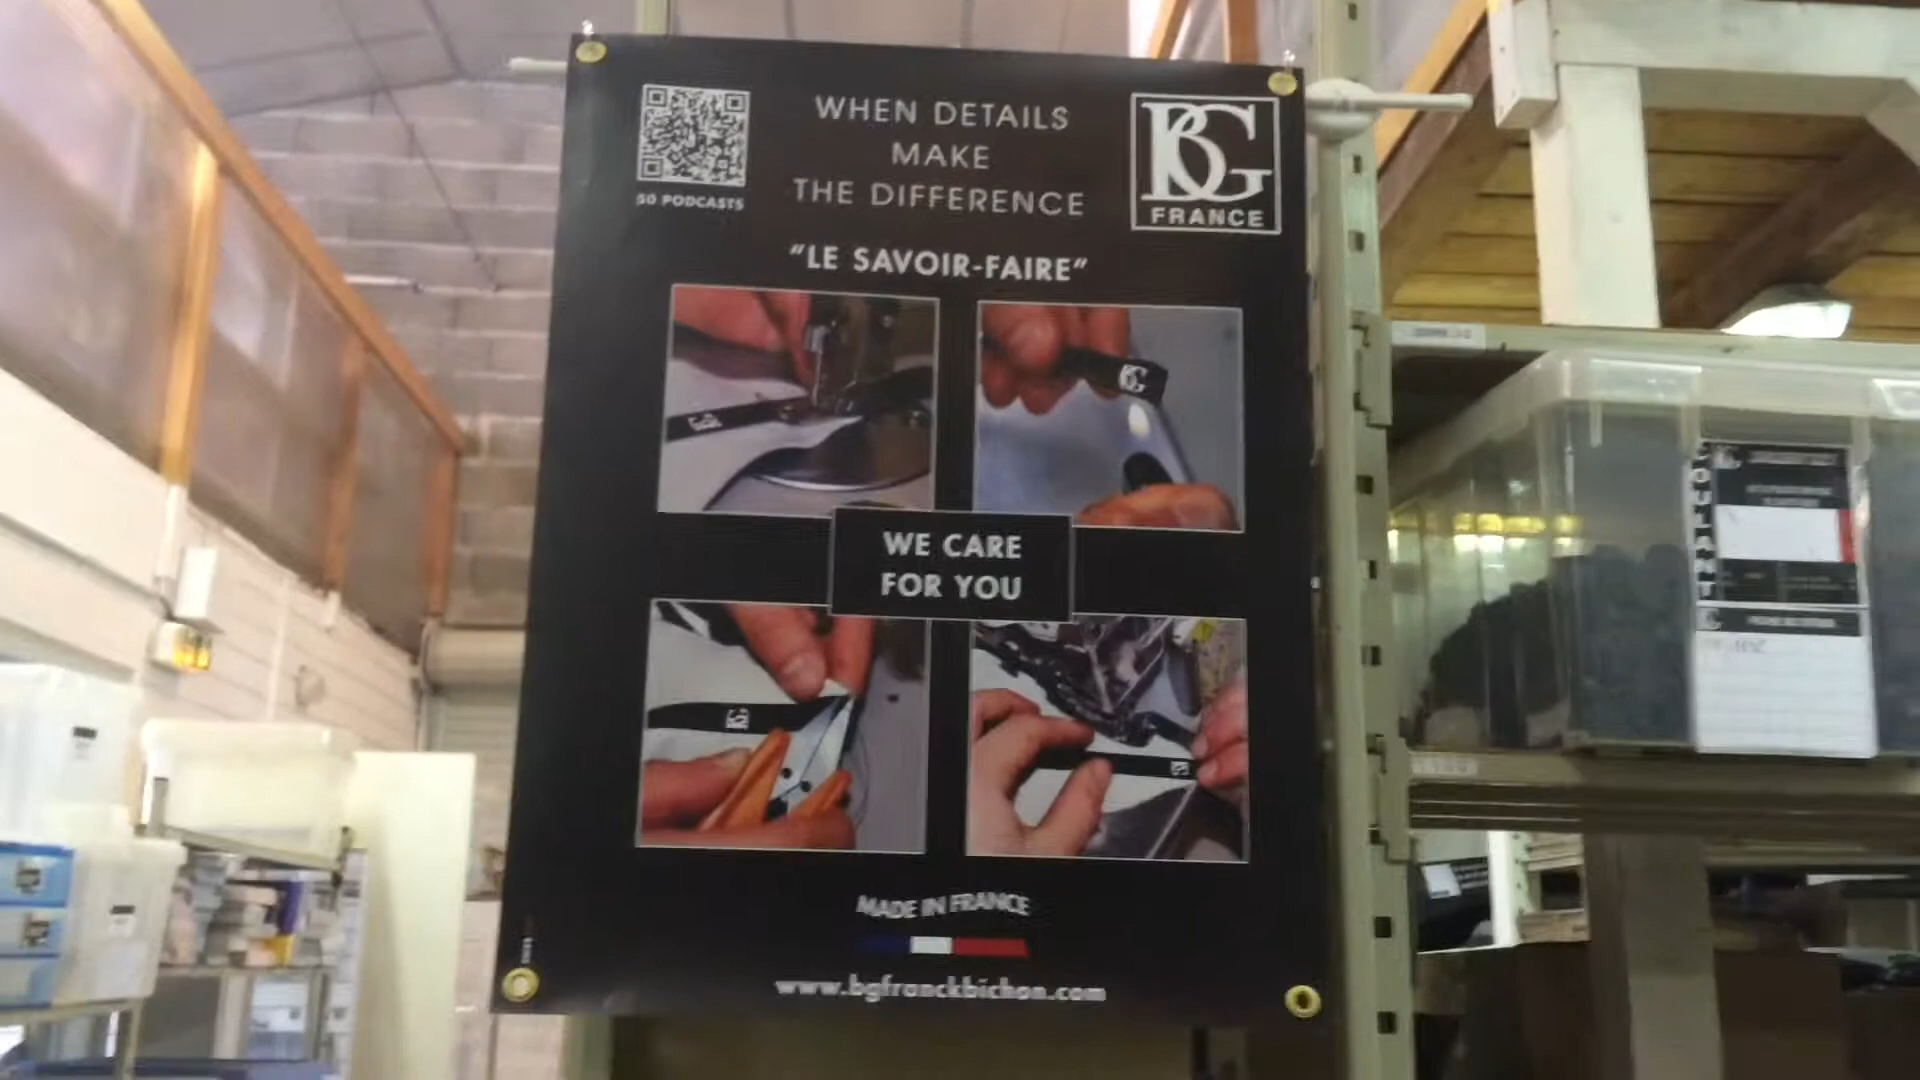 WHEN DETAILS
MAKE
THE DIFFERENCE
50 PODCASTS
BG
FRANCE
"LE SAVOIR-FAIRE"
BG
WE CARE
FOR YOU
MADE IN FRANCE
www.bgfranckbichon.com